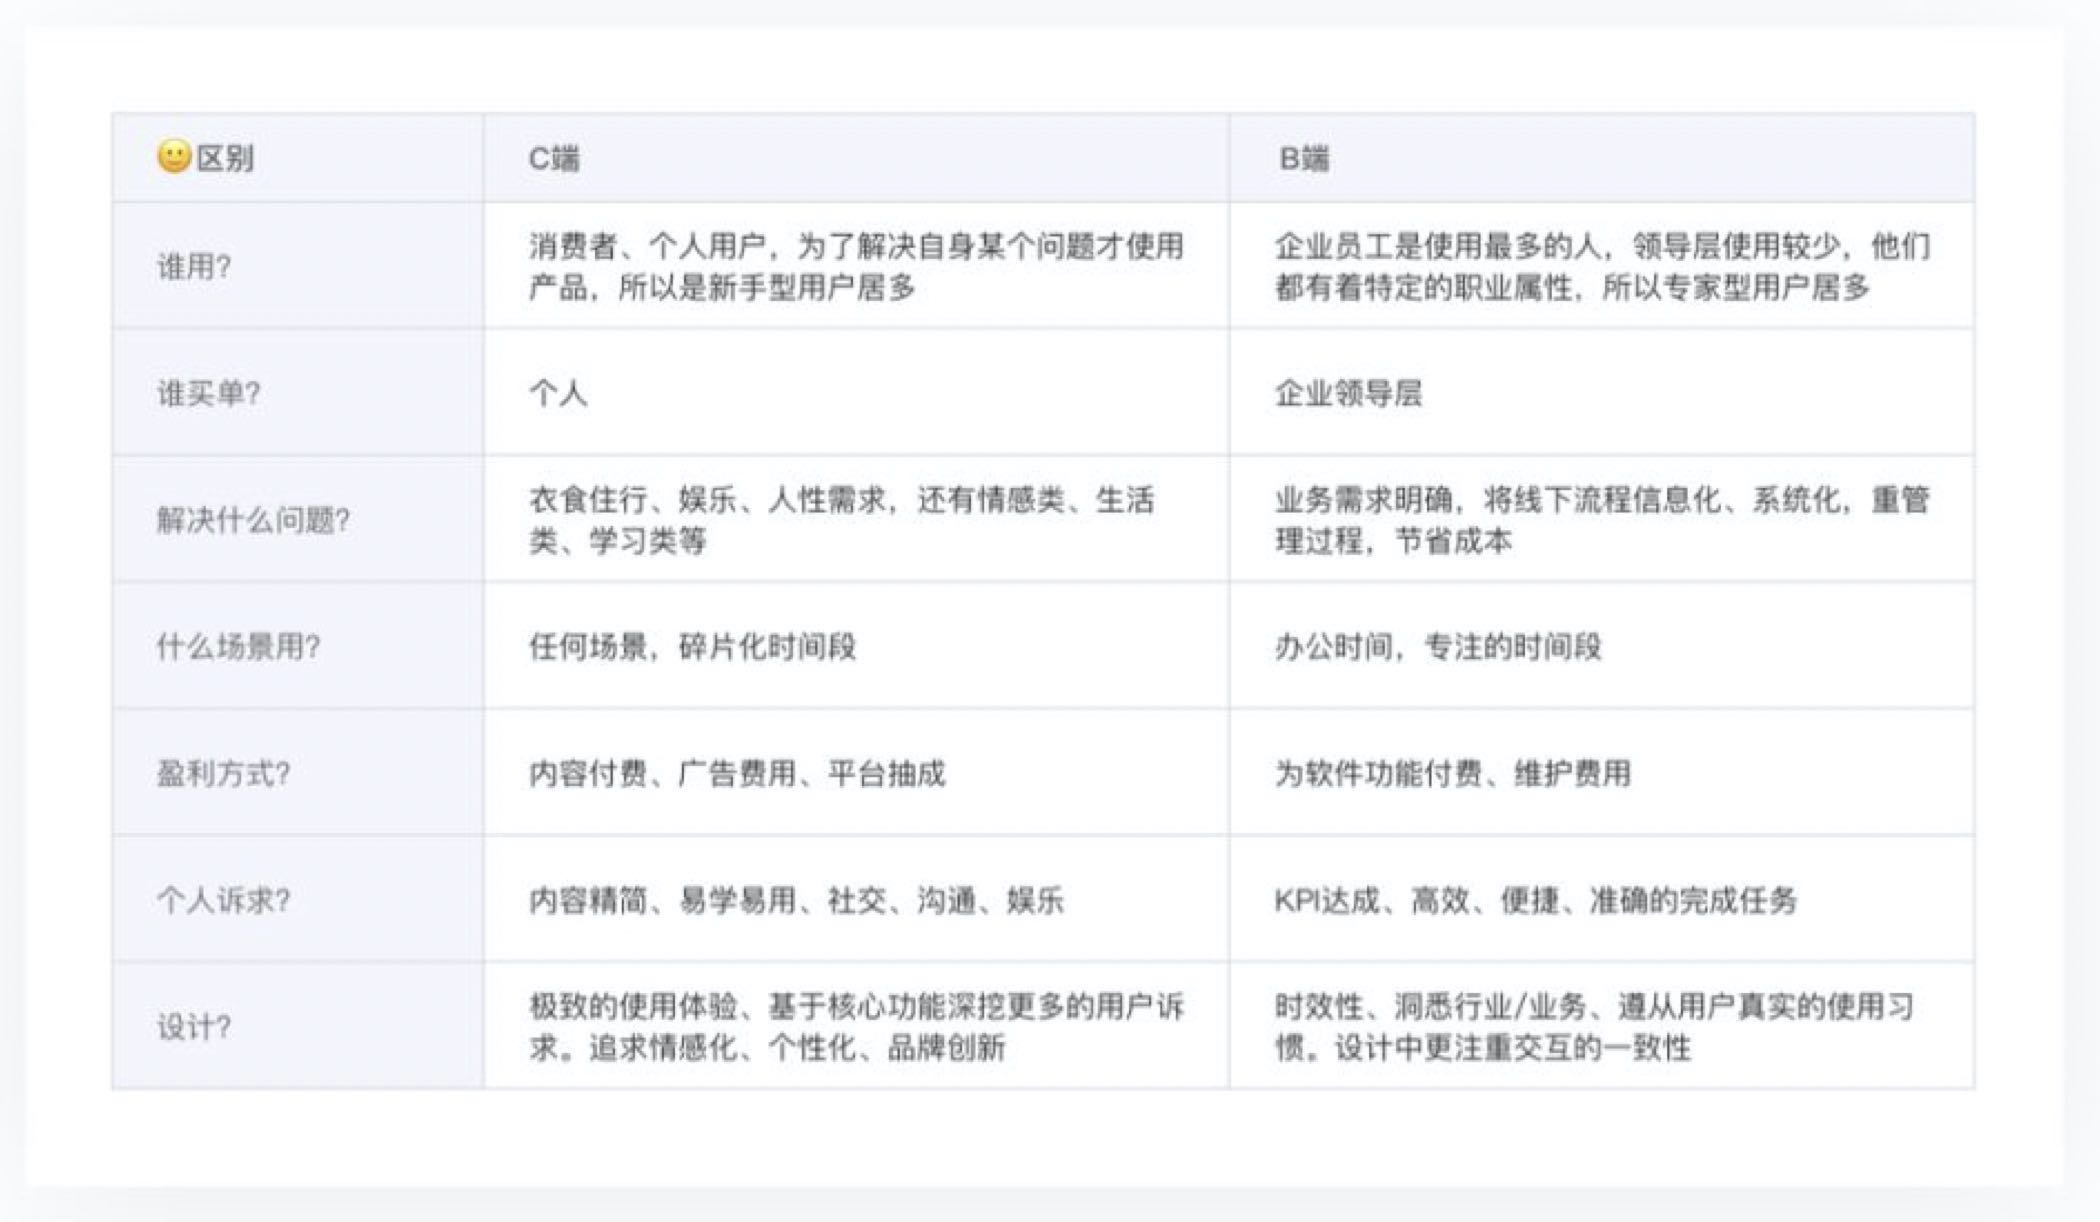 🙂区别
C端
B端
谁用?
消费者、个人用户，为了解决自身某个问题才使用
产品，所以是新手型用户居多
企业员工是使用最多的人，领导层使用较少，他们
都有着特定的职业属性，所以专家型用户居多
谁买单?
个人
企业领导层
解决什么问题?
衣食住行、娱乐、人性需求，还有情感类、生活
类、学习类等
业务需求明确，将线下流程信息化、系统化，重管
理过程，节省成本
什么场景用?
任何场景，碎片化时间段
办公时间，专注的时间段
盈利方式?
内容付费、广告费用、平台抽成
为软件功能付费、维护费用
个人诉求?
内容精简、易学易用、社交、沟通、娱乐
KPI达成、高效、便捷、准确的完成任务
设计?
极致的使用体验、基于核心功能深挖更多的用户诉
求。追求情感化、个性化、品牌创新
时效性、洞悉行业/业务、遵从用户真实的使用习
惯。设计中更注重交互的一致性